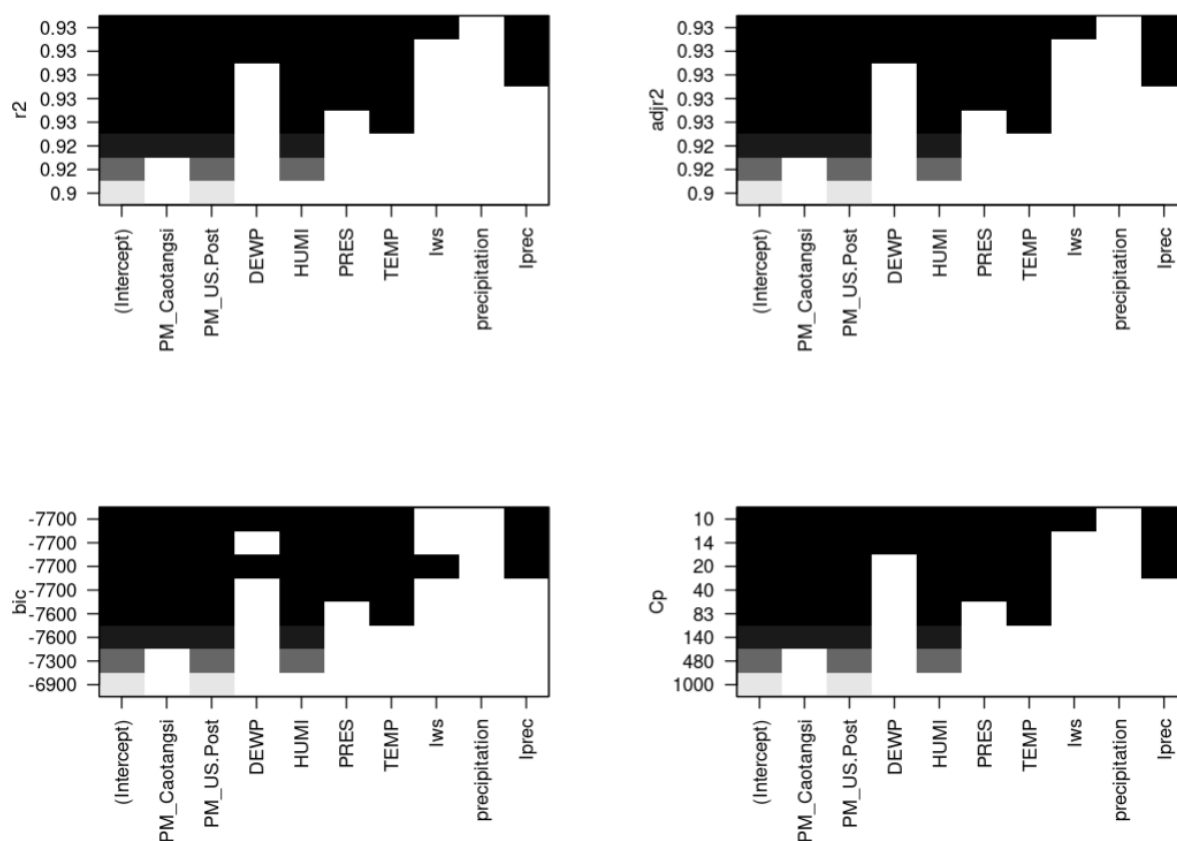 r2
0.93
0.93
0.93
0.93
0.93
0.92
0.92
0.9
(Intercept)
PM_Caotangsi
PM_US.Post
DEWP
HUMI
PRES
TEMP
Iws
precipitation
Iprec
adjr2
0.93
0.93
0.93
0.93
0.93
0.92
0.92
0.9
(Intercept)
PM_Caotangsi
PM_US.Post
DEWP
HUMI
PRES
TEMP
Iws
precipitation
Iprec
bic
-7700
-7700
-7700
-7700
-7600
-7600
-7300
-6900
(Intercept)
PM_Caotangsi
PM_US.Post
DEWP
HUMI
PRES
TEMP
Iws
precipitation
Iprec
Cp
10
14
20
40
83
140
480
1000
(Intercept)
PM_Caotangsi
PM_US.Post
DEWP
HUMI
PRES
TEMP
Iws
precipitation
Iprec